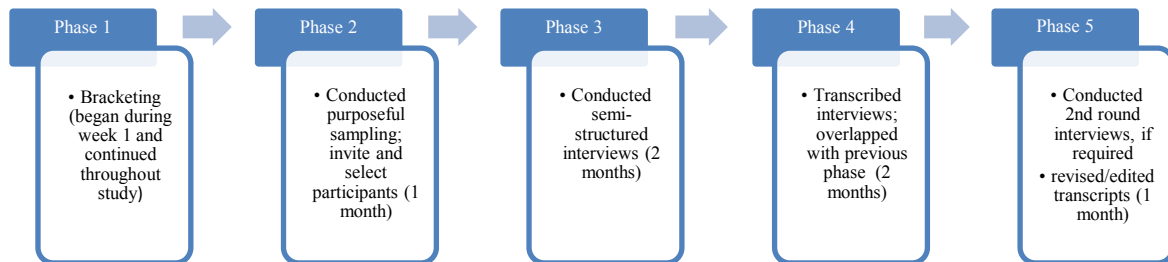 Phase 1
• Bracketing
(began during
week 1 and
continued
throughout
study)
Phase 2
• Conducted
purposeful
sampling;
invite and
select
participants (1
month)
Phase 3
• Conducted
semi-
structured
interviews (2
months)
Phase 4
• Transcribed
interviews;
overlapped
with previous
phase (2
months)
Phase 5
• Conducted
2nd round
interviews, if
required
• revised/edited
transcripts (1
month)